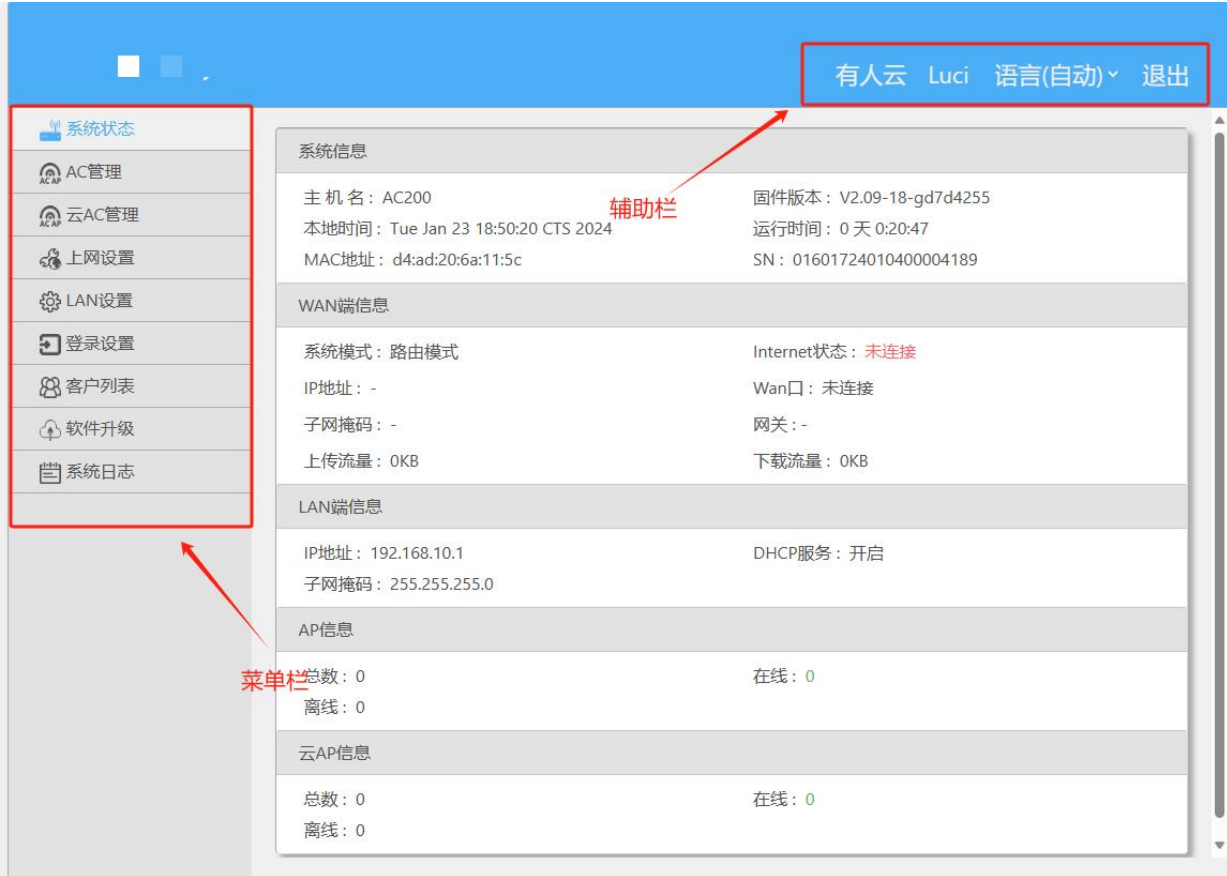 有人云 Luci 语言(自动) 退出
系统状态
AC管理
云AC管理
上网设置
LAN设置
登录设置
客户列表
软件升级
系统日志
菜单栏
辅助栏
系统信息
主 机 名： AC200
固件版本： V2.09-18-gd7d4255
本地时间： Tue Jan 23 18:50:20 CTS 2024
运行时间： 0 天 0:20:47
MAC地址： d4:ad:20:6a:11:5c
SN： 01601724010400004189
WAN端信息
系统模式： 路由模式
Internet状态： 未连接
IP地址： -
Wan口： 未连接
子网掩码： -
网关：-
上传流量： 0KB
下载流量： 0KB
LAN端信息
IP地址： 192.168.10.1
DHCP服务： 开启
子网掩码： 255.255.255.0
AP信息
总数： 0
在线： 0
离线： 0
云AP信息
总数： 0
在线： 0
离线： 0